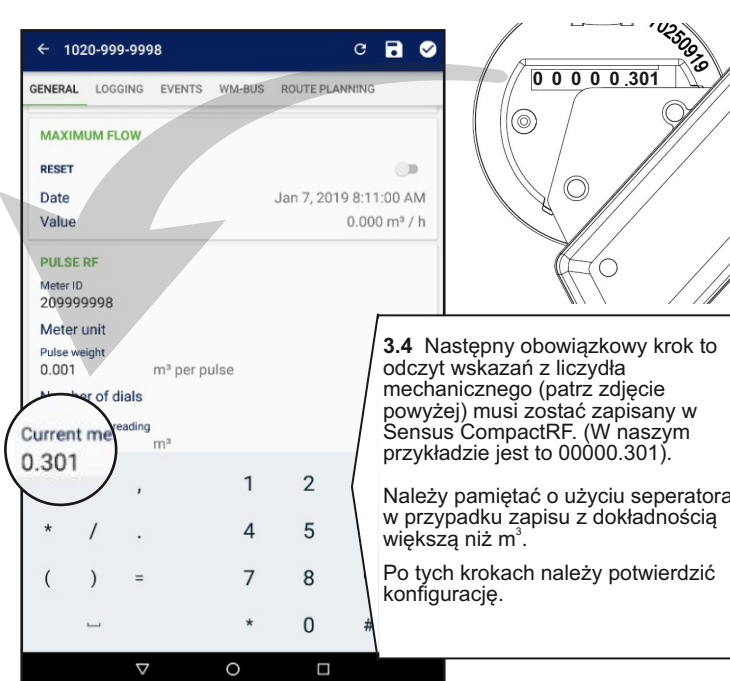 1020-999-9998
GENERAL LOGGING EVENTS WM-BUS ROUTE PLANNING
MAXIMUM FLOW
RESET
Date Jan 7, 2019 8:11:00 AM
Value 0.000 m³ / h
PULSE RF
Meter ID
209999998
Meter unit
Pulse weight
0.001 m³ per pulse
of dials
Current me reading
0.301 m³
, 1 2
* / . 4 5
( ) = 7 8
* 0 #
70250919
0 0 0 0 0.301
3.4 Następny obowiązkowy krok to
odczyt wskazań z liczydła
mechanicznego (patrz zdjęcie
powyżej) musi zostać zapisany w
Sensus CompactRF. (W naszym
przykładzie jest to 00000.301).
Należy pamiętać o użyciu seperatora
w przypadku zapisu z dokładnością
większą niż m³.
Po tych krokach należy potwierdzić
konfigurację.